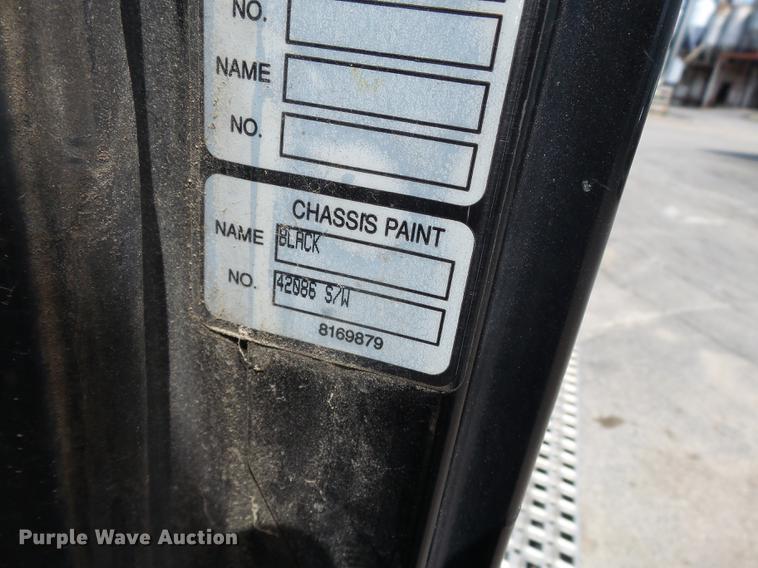 NO.
NAME
NO.
CHASSIS PAINT
NAME BLACK
NO. 42086 S/W
8169879
Purple Wave Auction